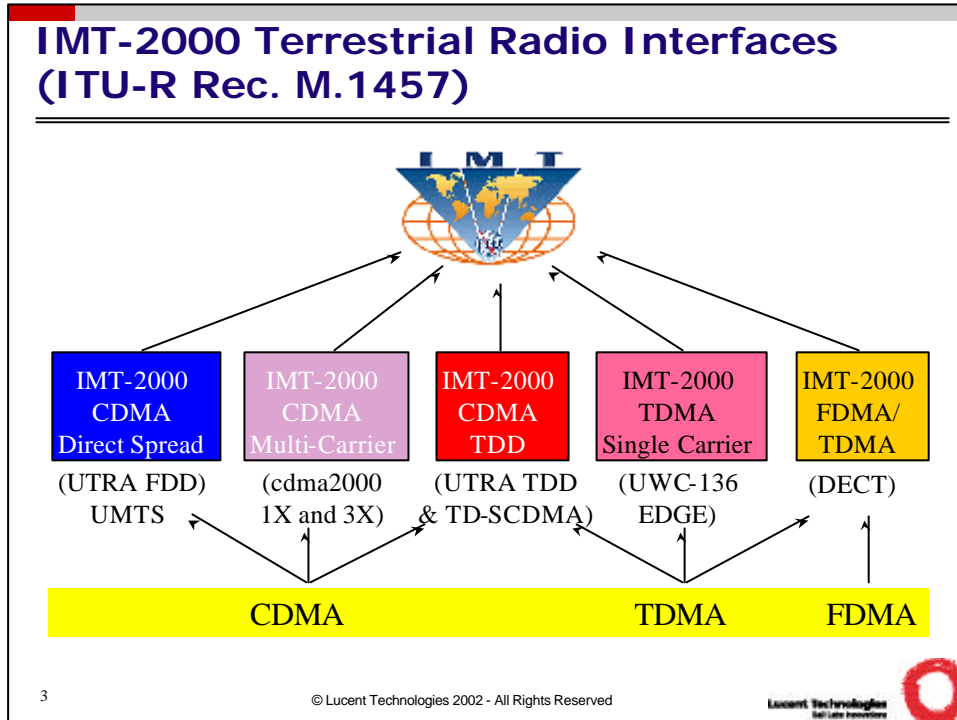 IMT-2000 Terrestrial Radio Interfaces
(ITU-R Rec. M.1457)
I M T
IMT-2000
CDMA
Direct Spread
IMT-2000
CDMA
Multi-Carrier
IMT-2000
CDMA
TDD
IMT-2000
TDMA
Single Carrier
IMT-2000
FDMA/
TDMA
(UTRA FDD)
UMTS
(cdma2000
1X and 3X)
(UTRA TDD
& TD-SCDMA)
(UWC-136
EDGE)
(DECT)
CDMA
TDMA
FDMA
3
© Lucent Technologies 2002 - All Rights Reserved
Lucent Technologies
Bell Labs Innovations